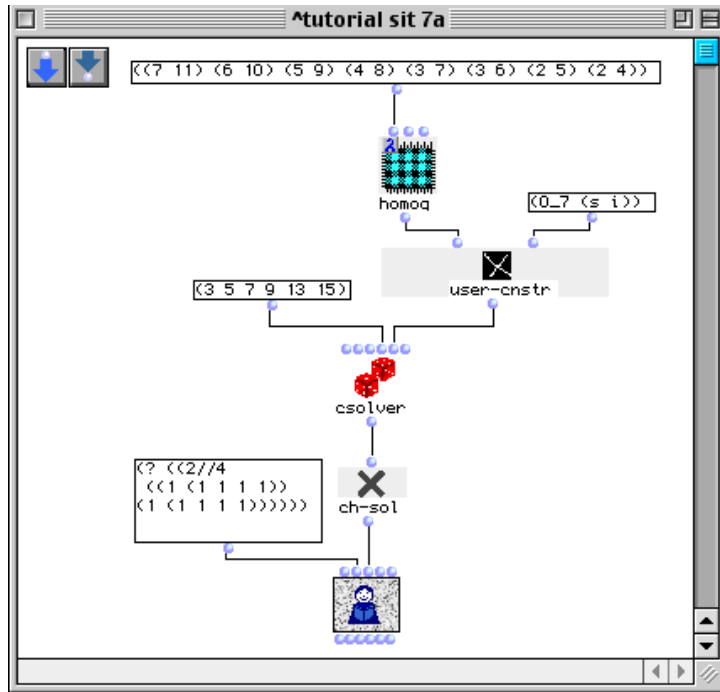 ^tutorial sit 7a
((7 11) (6 10) (5 9) (4 8) (3 7) (3 6) (2 5) (2 4))
homoq
(0_7 (s i))
user-cnstr
(3 5 7 9 13 15)
csolver
(? ((2//4
((1 (1 1 1 1))
(1 (1 1 1 1))))))
ch-sol